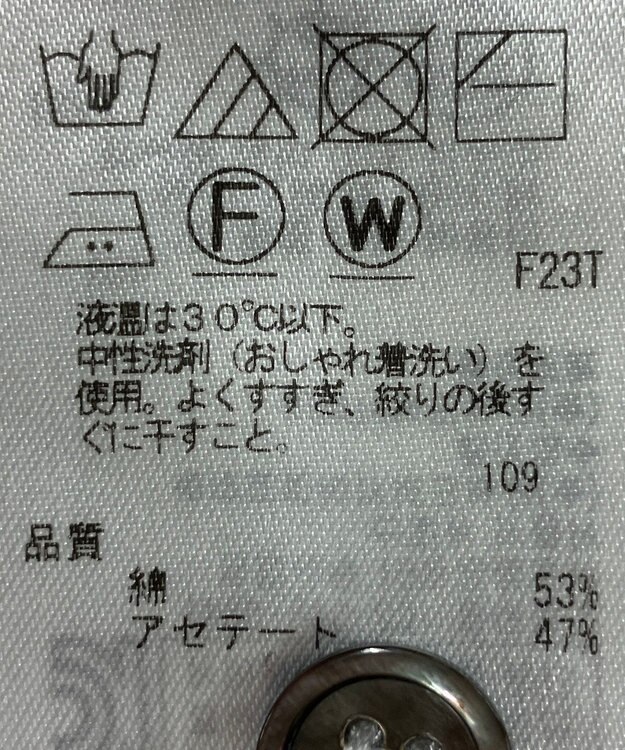 F
W
F23T
液温は30℃以下。
中性洗剤(おしゃれ着洗い)を
使用。よくすすぎ、絞りの後す
ぐに干すこと。
109
品質
綿 53%
アセテート 47%